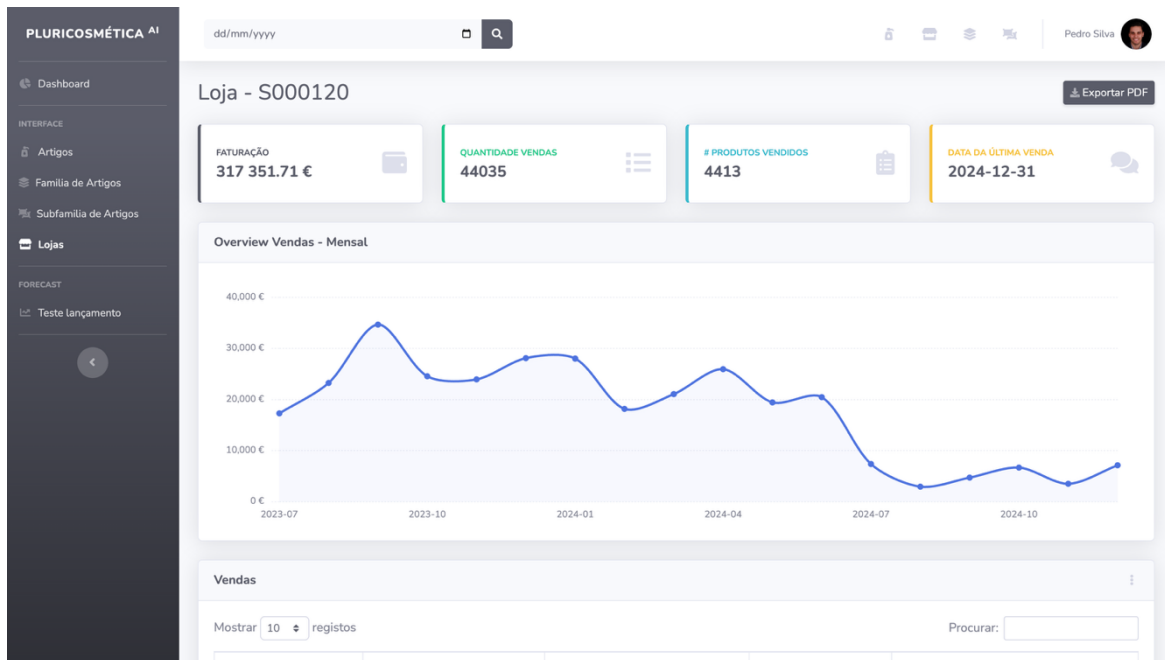 PLURICOSMÉTICA AI
Dashboard
INTERFACE
Artigos
Familia de Artigos
Subfamilia de Artigos
Lojas
FORECAST
Teste lançamento
dd/mm/yyyy
Pedro Silva
Loja - S000120
Exportar PDF
FATURAÇÃO
317 351.71 €
QUANTIDADE VENDAS
44035
# PRODUTOS VENDIDOS
4413
DATA DA ÚLTIMA VENDA
2024-12-31
Overview Vendas - Mensal
40,000 €
30,000 €
20,000 €
10,000 €
0 €
2023-07 2023-10 2024-01 2024-04 2024-07 2024-10
Vendas
Mostrar 10 registos
Procurar: